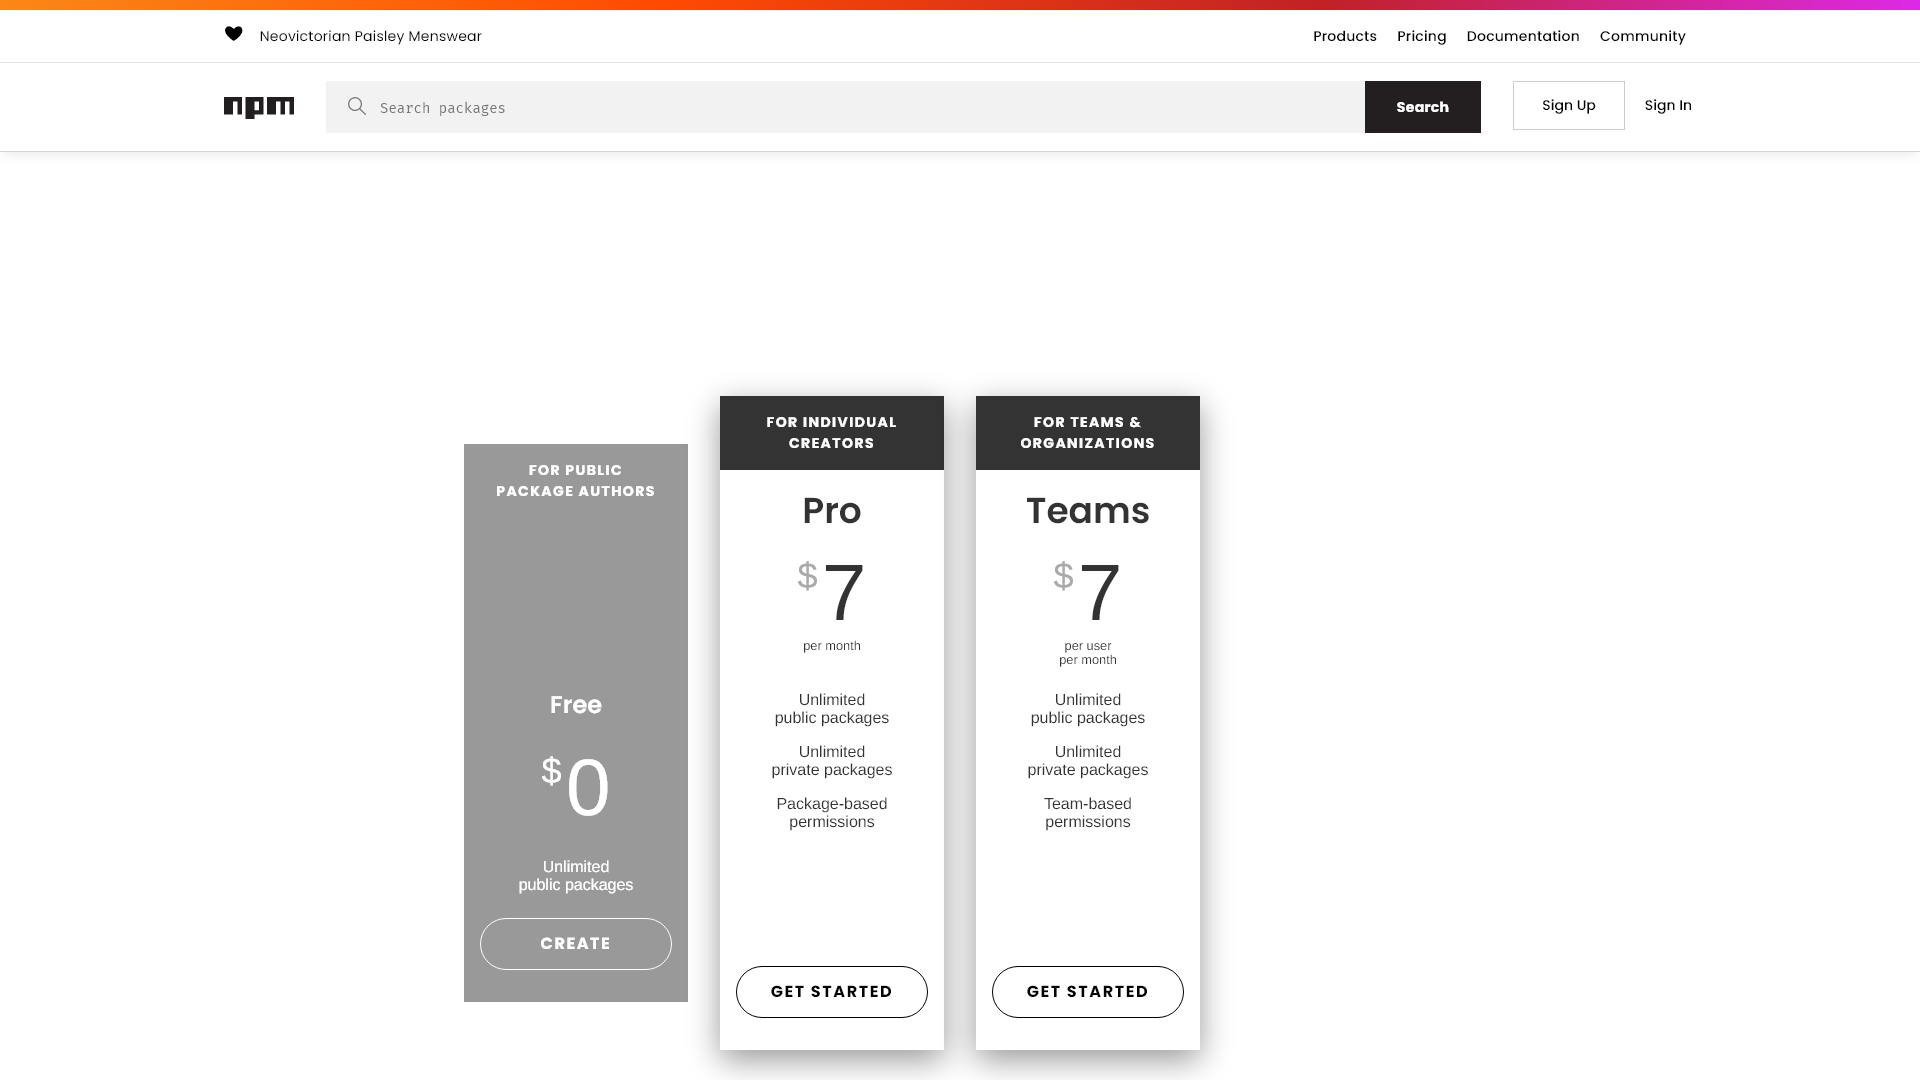 Neovictorian Paisley Menswear
Products Pricing Documentation Community
npm
Search packages
Search
Sign Up
Sign In
FOR PUBLIC
PACKAGE AUTHORS
Free
$0
Unlimited
public packages
CREATE
FOR INDIVIDUAL
CREATORS
Pro
$7
per month
Unlimited
public packages
Unlimited
private packages
Package-based
permissions
GET STARTED
FOR TEAMS &
ORGANIZATIONS
Teams
$7
per user
per month
Unlimited
public packages
Unlimited
private packages
Team-based
permissions
GET STARTED